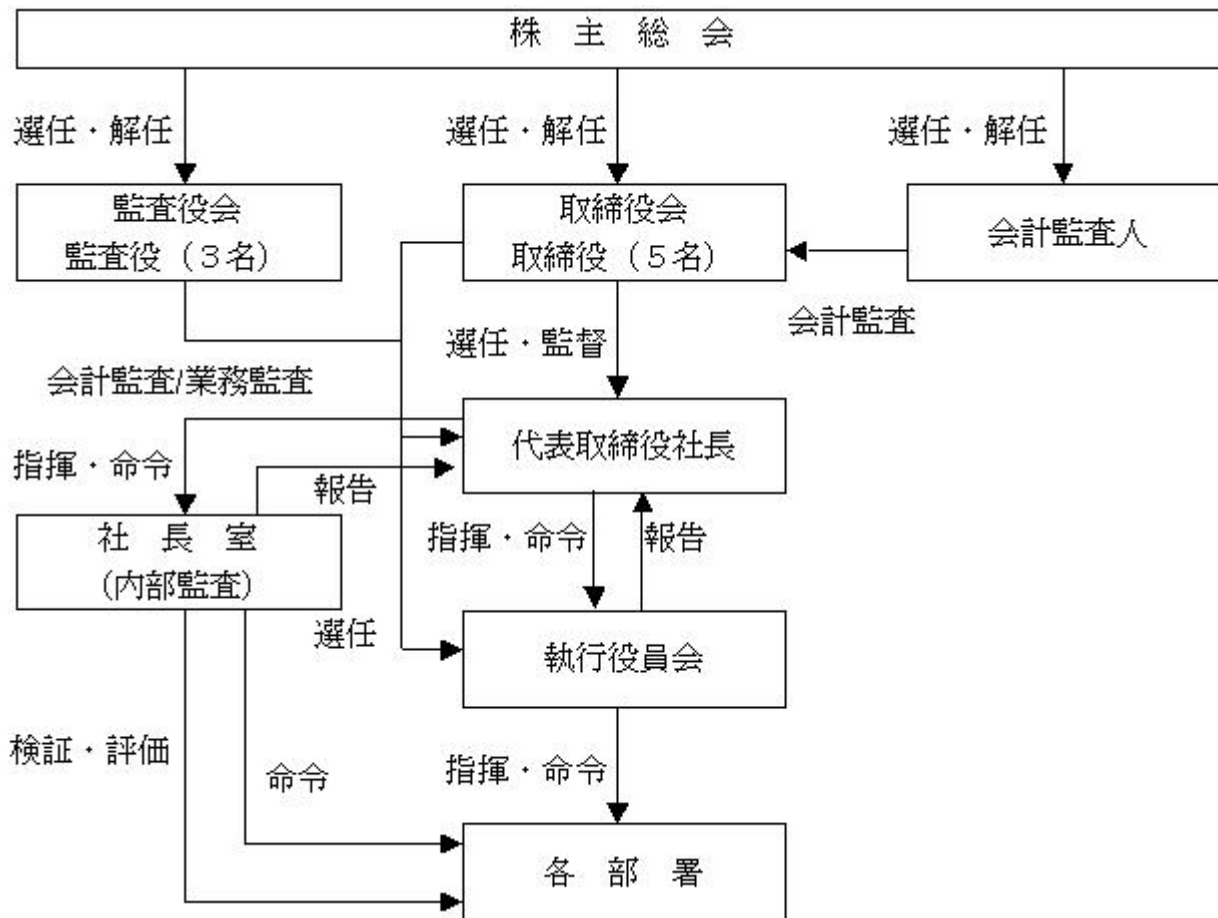 株 主 総 会
選任・解任
選任・解任
選任・解任
監査役会
監査役（３名）
取締役会
取締役（５名）
会計監査人
会計監査
選任・監督
会計監査/業務監査
代表取締役社長
指揮・命令
報告
社 長 室
(内部監査)
指揮・命令
報告
選任
執行役員会
検証・評価
命令
指揮・命令
各 部 署